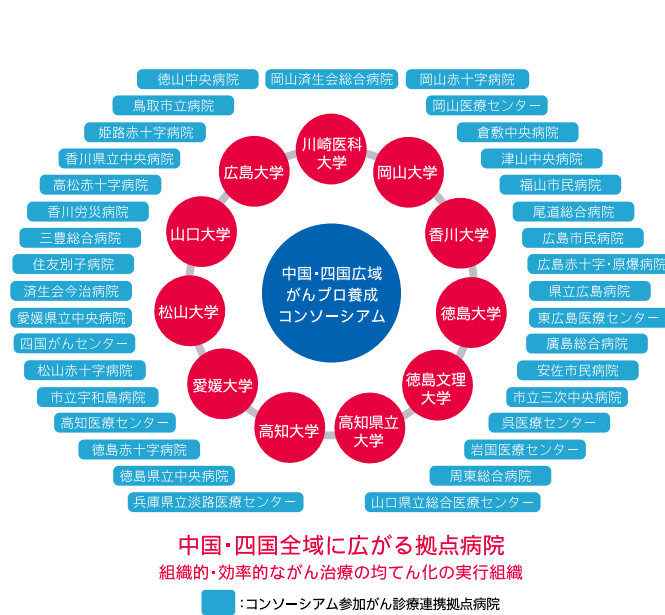 徳山中央病院
岡山済生会総合病院
岡山赤十字病院
鳥取市立病院
岡山医療センター
姫路赤十字病院
倉敷中央病院
香川県立中央病院
津山中央病院
高松赤十字病院
福山市民病院
香川労災病院
尾道総合病院
三豊総合病院
広島市民病院
住友別子病院
広島赤十字・原爆病院
済生会今治病院
県立広島病院
愛媛県立中央病院
東広島医療センター
四国がんセンター
廣島総合病院
松山赤十字病院
安佐市民病院
市立宇和島病院
市立三次中央病院
高知医療センター
呉医療センター
徳島赤十字病院
岩国医療センター
徳島県立中央病院
周東総合病院
兵庫県立淡路医療センター
山口県立総合医療センター
川崎医科
大学
岡山大学
香川大学
徳島大学
徳島文理
大学
高知県立
大学
高知大学
愛媛大学
松山大学
山口大学
広島大学
中国・四国広域
がんプロ養成
コンソーシアム
中国・四国全域に広がる拠点病院
組織的・効率的ながん治療の均てん化の実行組織
:コンソーシアム参加がん診療連携拠点病院